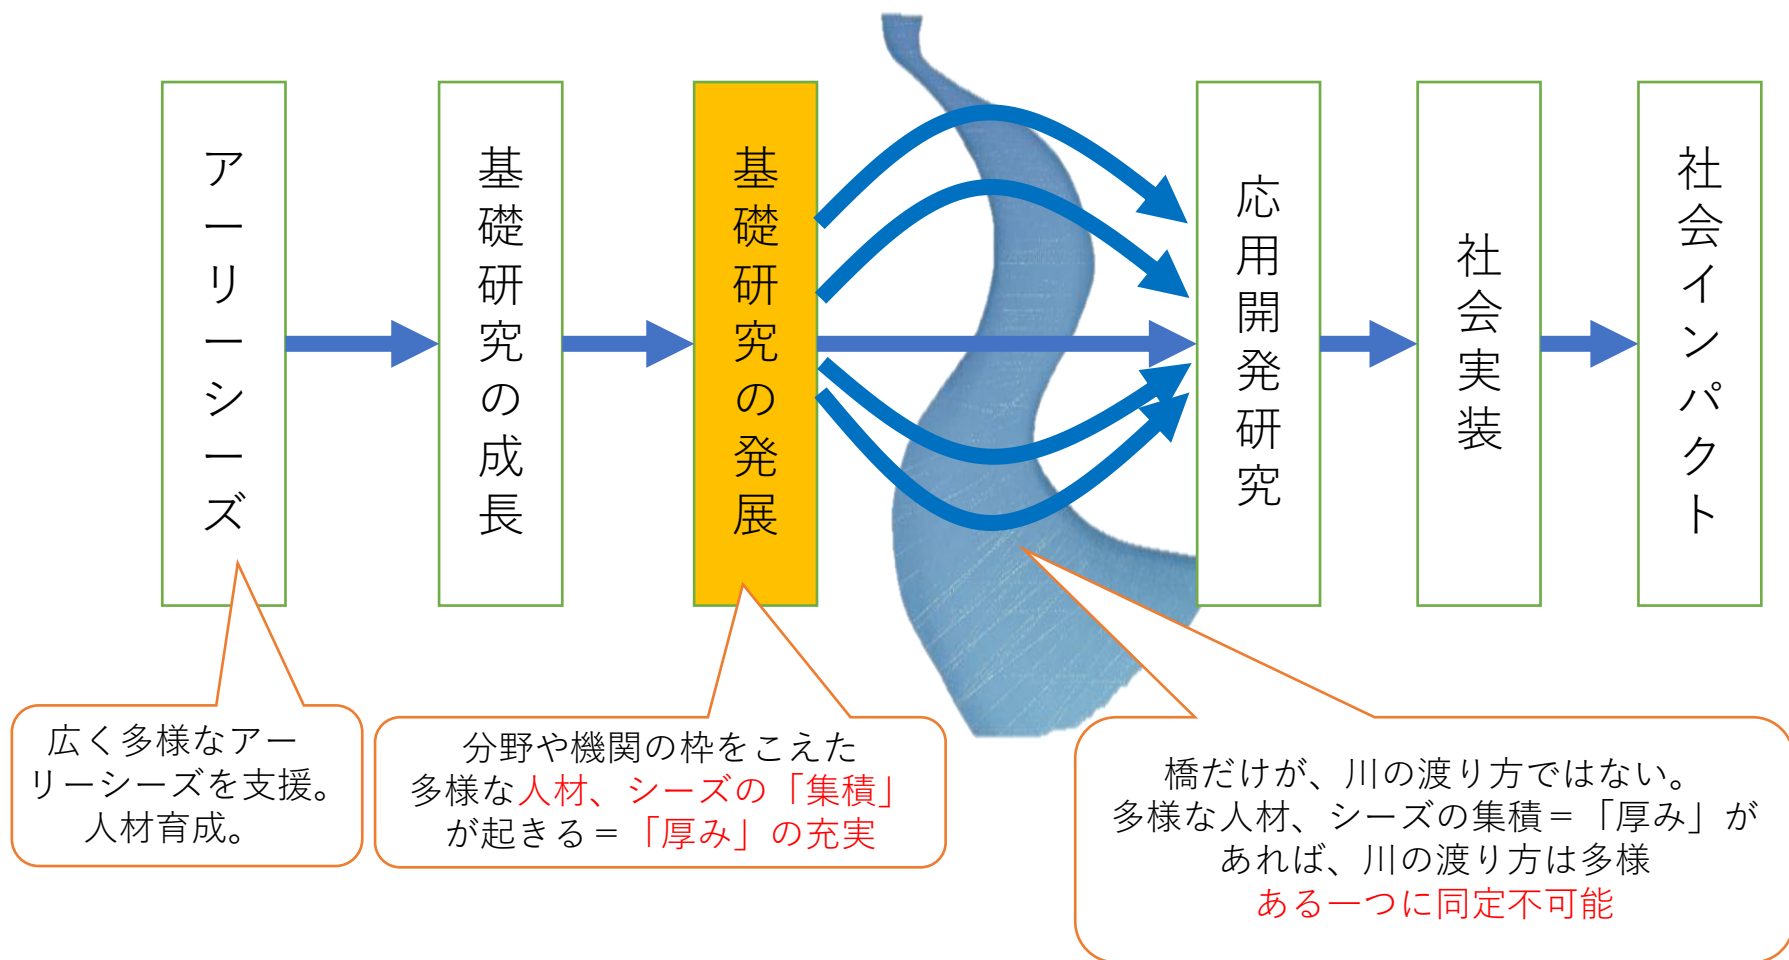 アーリーシーズ
基礎研究の成長
基礎研究の発展
応用開発研究
社会実装
社会インパクト
広く多様なアー
リーシーズを支援。
人材育成。
分野や機関の枠をこえた
多様な人材、シーズの「集積」
が起きる＝「厚み」の充実
橋だけが、川の渡り方ではない。
多様な人材、シーズの集積＝「厚み」が
あれば、川の渡り方は多様
ある一つに同定不可能